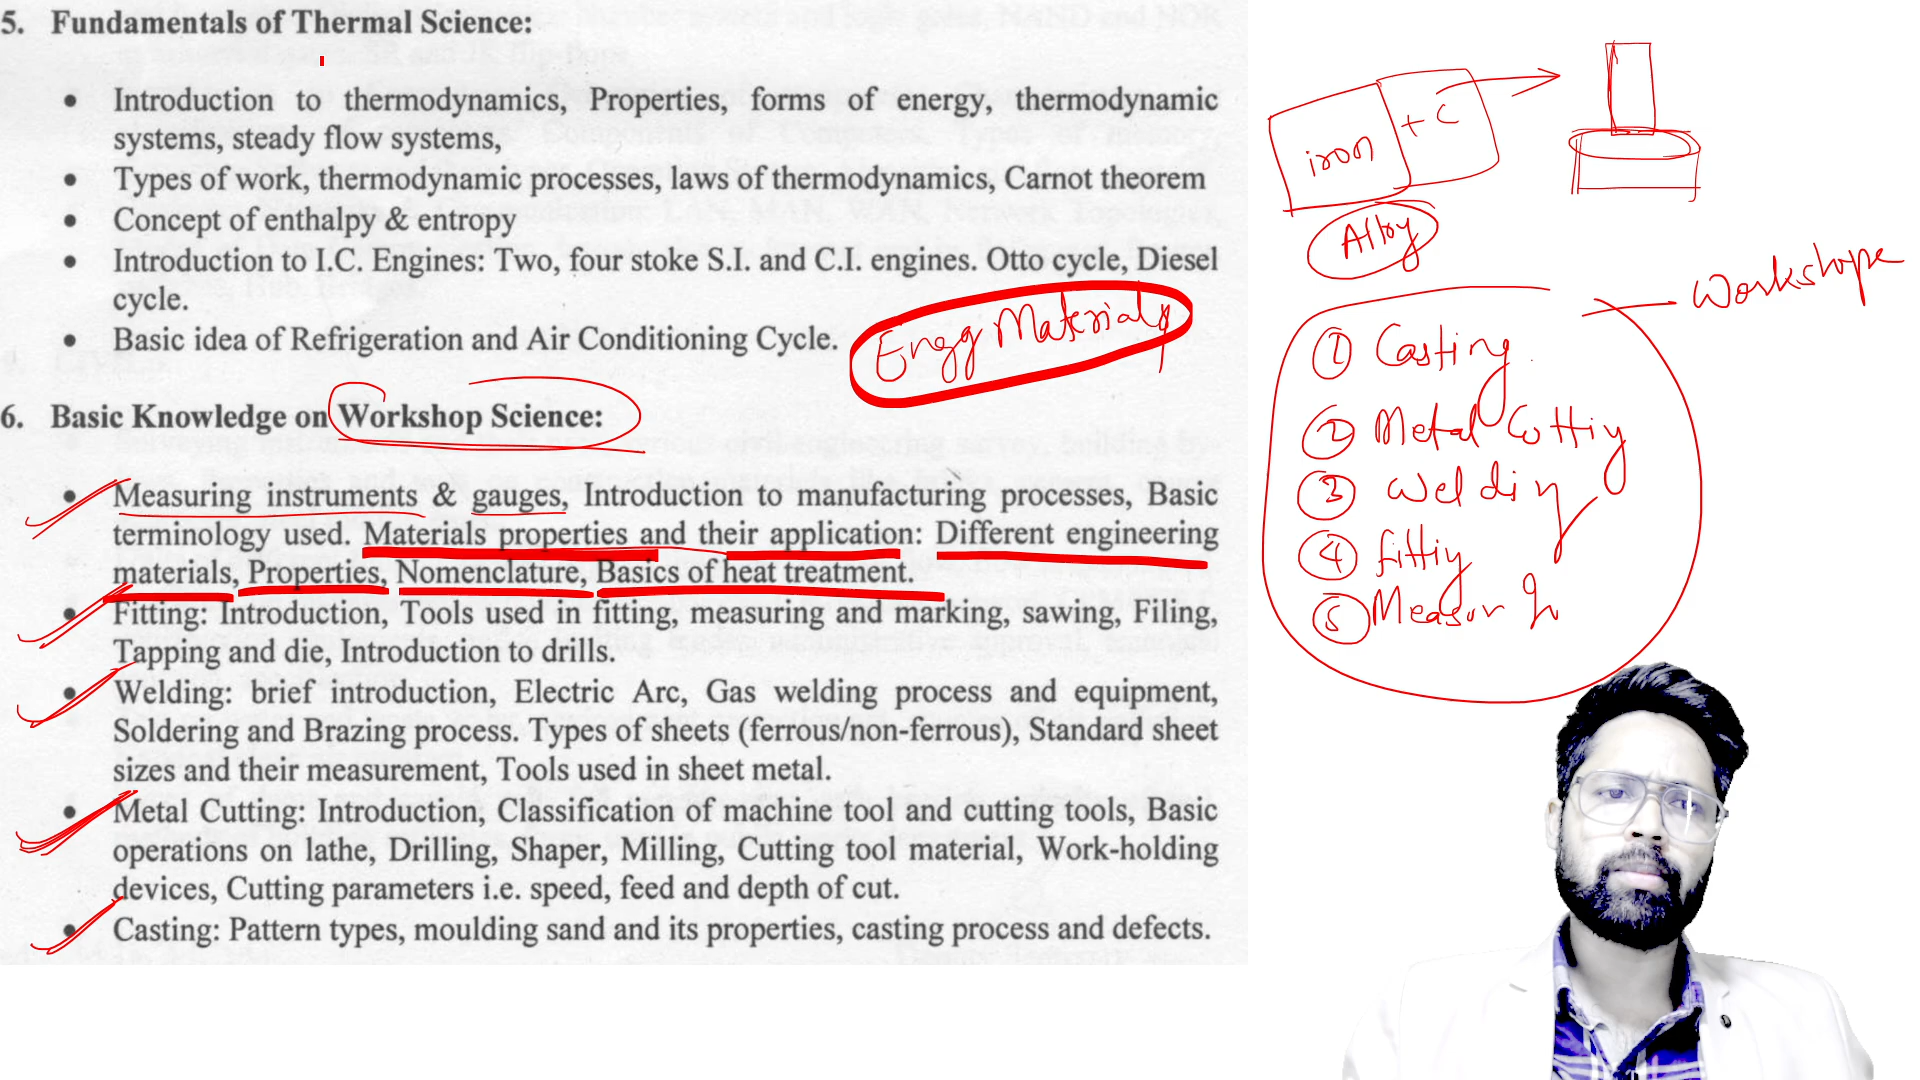 5. Fundamentals of Thermal Science:
• Introduction to thermodynamics, Properties, forms of energy, thermodynamic
systems, steady flow systems,
• Types of work, thermodynamic processes, laws of thermodynamics, Carnot theorem
• Concept of enthalpy & entropy
• Introduction to I.C. Engines: Two, four stoke S.I. and C.I. engines. Otto cycle, Diesel
cycle.
• Basic idea of Refrigeration and Air Conditioning Cycle.
Engg Materials
6. Basic Knowledge on Workshop Science:
• Measuring instruments & gauges, Introduction to manufacturing processes, Basic
terminology used. Materials properties and their application: Different engineering
materials, Properties, Nomenclature, Basics of heat treatment.
• Fitting: Introduction, Tools used in fitting, measuring and marking, sawing, Filing,
Tapping and die, Introduction to drills.
• Welding: brief introduction, Electric Arc, Gas welding process and equipment,
Soldering and Brazing process. Types of sheets (ferrous/non-ferrous), Standard sheet
sizes and their measurement, Tools used in sheet metal.
• Metal Cutting: Introduction, Classification of machine tool and cutting tools, Basic
operations on lathe, Drilling, Shaper, Milling, Cutting tool material, Work-holding
devices, Cutting parameters i.e. speed, feed and depth of cut.
• Casting: Pattern types, moulding sand and its properties, casting process and defects.
iron + C
Alloy
Workshope
1 Casting
2 Metal
3 Welding
4 fitting
5